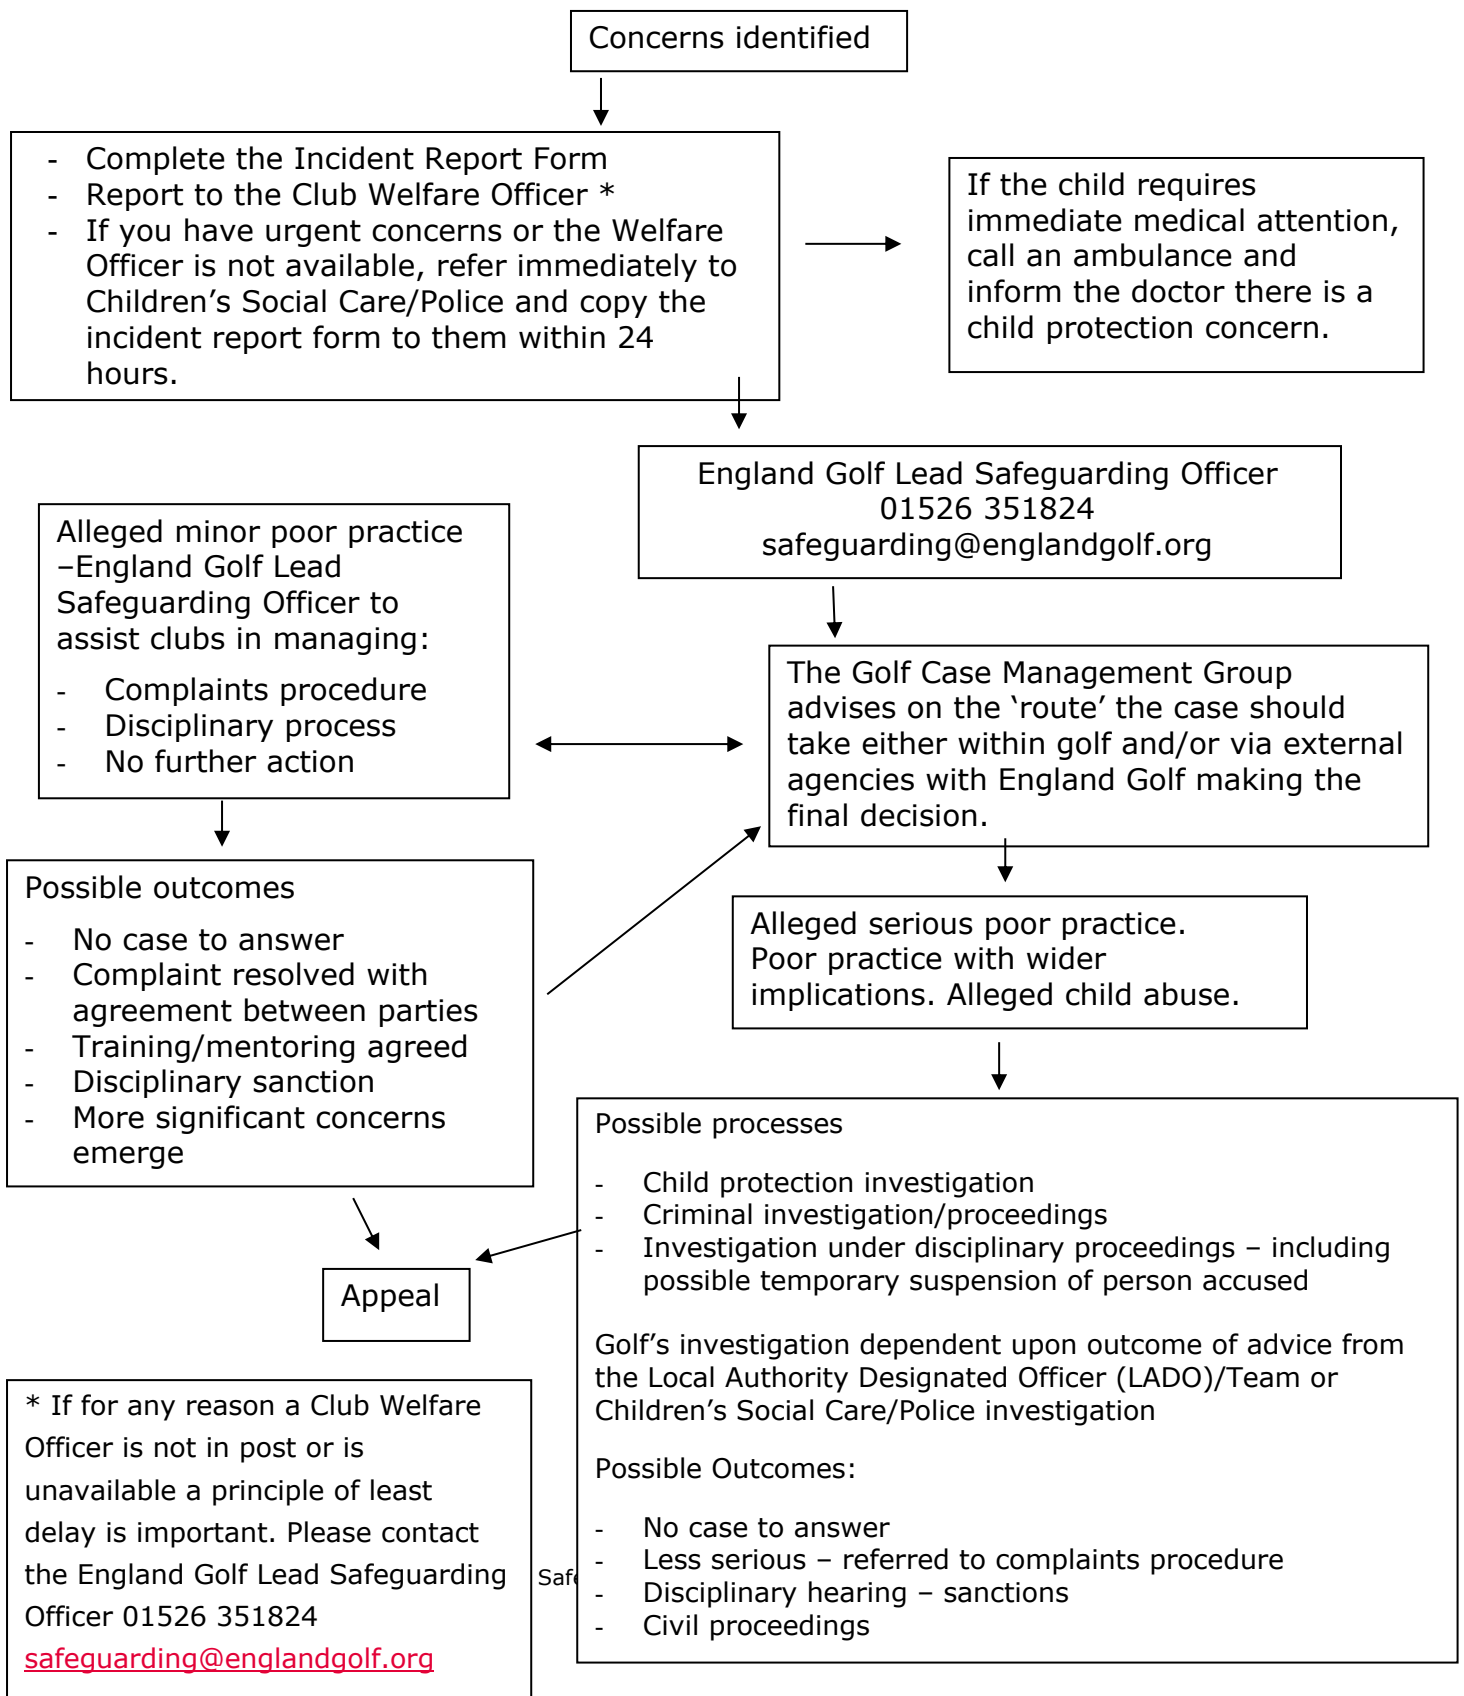 Concerns identified
- Complete the Incident Report Form
- Report to the Club Welfare Officer *
- If you have urgent concerns or the Welfare
Officer is not available, refer immediately to
Children’s Social Care/Police and copy the
incident report form to them within 24
hours.
If the child requires
immediate medical attention,
call an ambulance and
inform the doctor there is a
child protection concern.
England Golf Lead Safeguarding Officer
01526 351824
safeguarding@englandgolf.org
Alleged minor poor practice
–England Golf Lead
Safeguarding Officer to
assist clubs in managing:
- Complaints procedure
- Disciplinary process
- No further action
The Golf Case Management Group
advises on the ‘route’ the case should
take either within golf and/or via external
agencies with England Golf making the
final decision.
Possible outcomes
- No case to answer
- Complaint resolved with
agreement between parties
- Training/mentoring agreed
- Disciplinary sanction
- More significant concerns
emerge
Alleged serious poor practice.
Poor practice with wider
implications. Alleged child abuse.
Possible processes
- Child protection investigation
- Criminal investigation/proceedings
- Investigation under disciplinary proceedings – including
possible temporary suspension of person accused
Golf’s investigation dependent upon outcome of advice from
the Local Authority Designated Officer (LADO)/Team or
Children’s Social Care/Police investigation
Possible Outcomes:
- No case to answer
- Less serious – referred to complaints procedure
- Disciplinary hearing – sanctions
- Civil proceedings
Appeal
* If for any reason a Club Welfare
Officer is not in post or is
unavailable a principle of least
delay is important. Please contact
the England Golf Lead Safeguarding
Officer 01526 351824
safeguarding@englandgolf.org